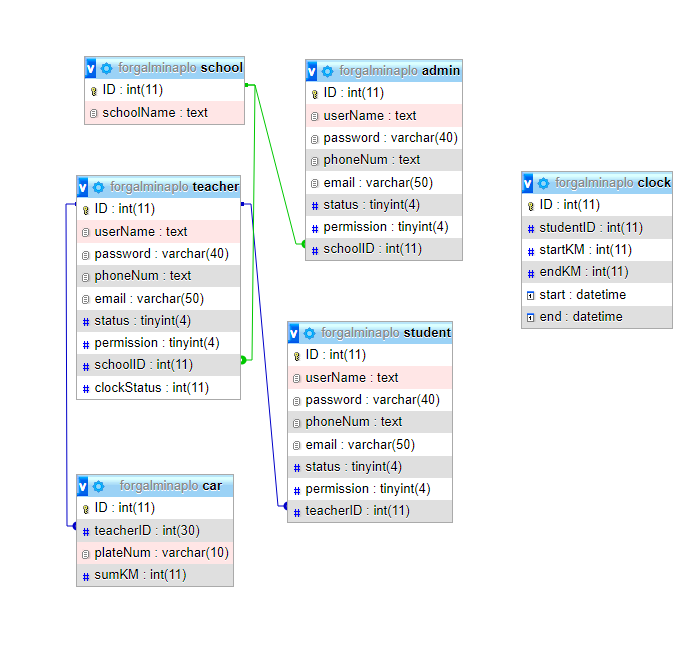 forgalminaplo school
ID : int(11)
schoolName : text
forgalminaplo admin
ID : int(11)
userName : text
password : varchar(40)
phoneNum : text
email : varchar(50)
status : tinyint(4)
permission : tinyint(4)
schoolID : int(11)
forgalminaplo teacher
ID : int(11)
userName : text
password : varchar(40)
phoneNum : text
email : varchar(50)
status : tinyint(4)
permission : tinyint(4)
schoolID : int(11)
clockStatus : int(11)
forgalminaplo clock
ID : int(11)
studentID : int(11)
startKM : int(11)
endKM : int(11)
start : datetime
end : datetime
forgalminaplo student
ID : int(11)
userName : text
password : varchar(40)
phoneNum : text
email : varchar(50)
status : tinyint(4)
permission : tinyint(4)
teacherID : int(11)
forgalminaplo car
ID : int(11)
teacherID : int(30)
plateNum : varchar(10)
sumKM : int(11)